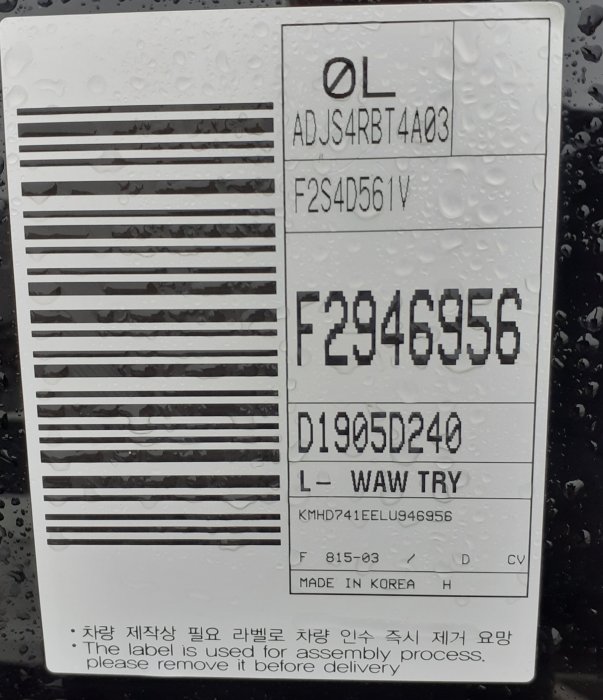 ØL
ADJS4RBT4A03
F2S4D561V
F2946956
D1905D240
L- WAW TRY
KMHD741EELU946956
F 815-03 / D CV
MADE IN KOREA H
* 차량 제작상 필요 라벨로 차량 인수 즉시 제거 요망
* The label is used for assembly process.
please remove it before delivery